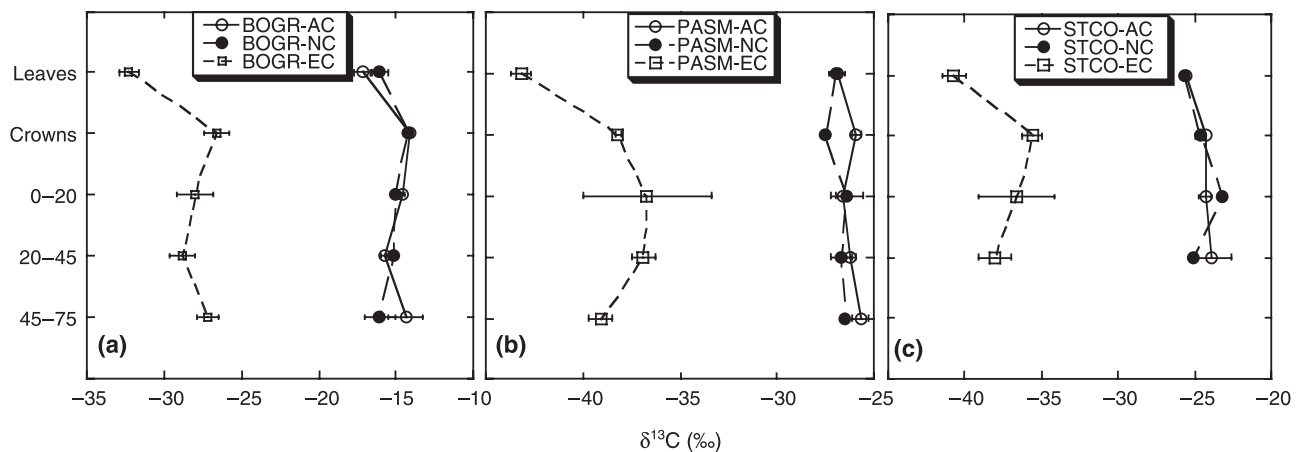 BOGR-AC
BOGR-NC
BOGR-EC
PASM-AC
PASM-NC
PASM-EC
STCO-AC
STCO-NC
STCO-EC
Leaves
Crowns
0–20
20–45
45–75
(a)
(b)
(c)
–35 –30 –25 –20 –15 –10
–40 –35 –30 –25
–40 –35 –30 –25 –20
δ13C (‰)